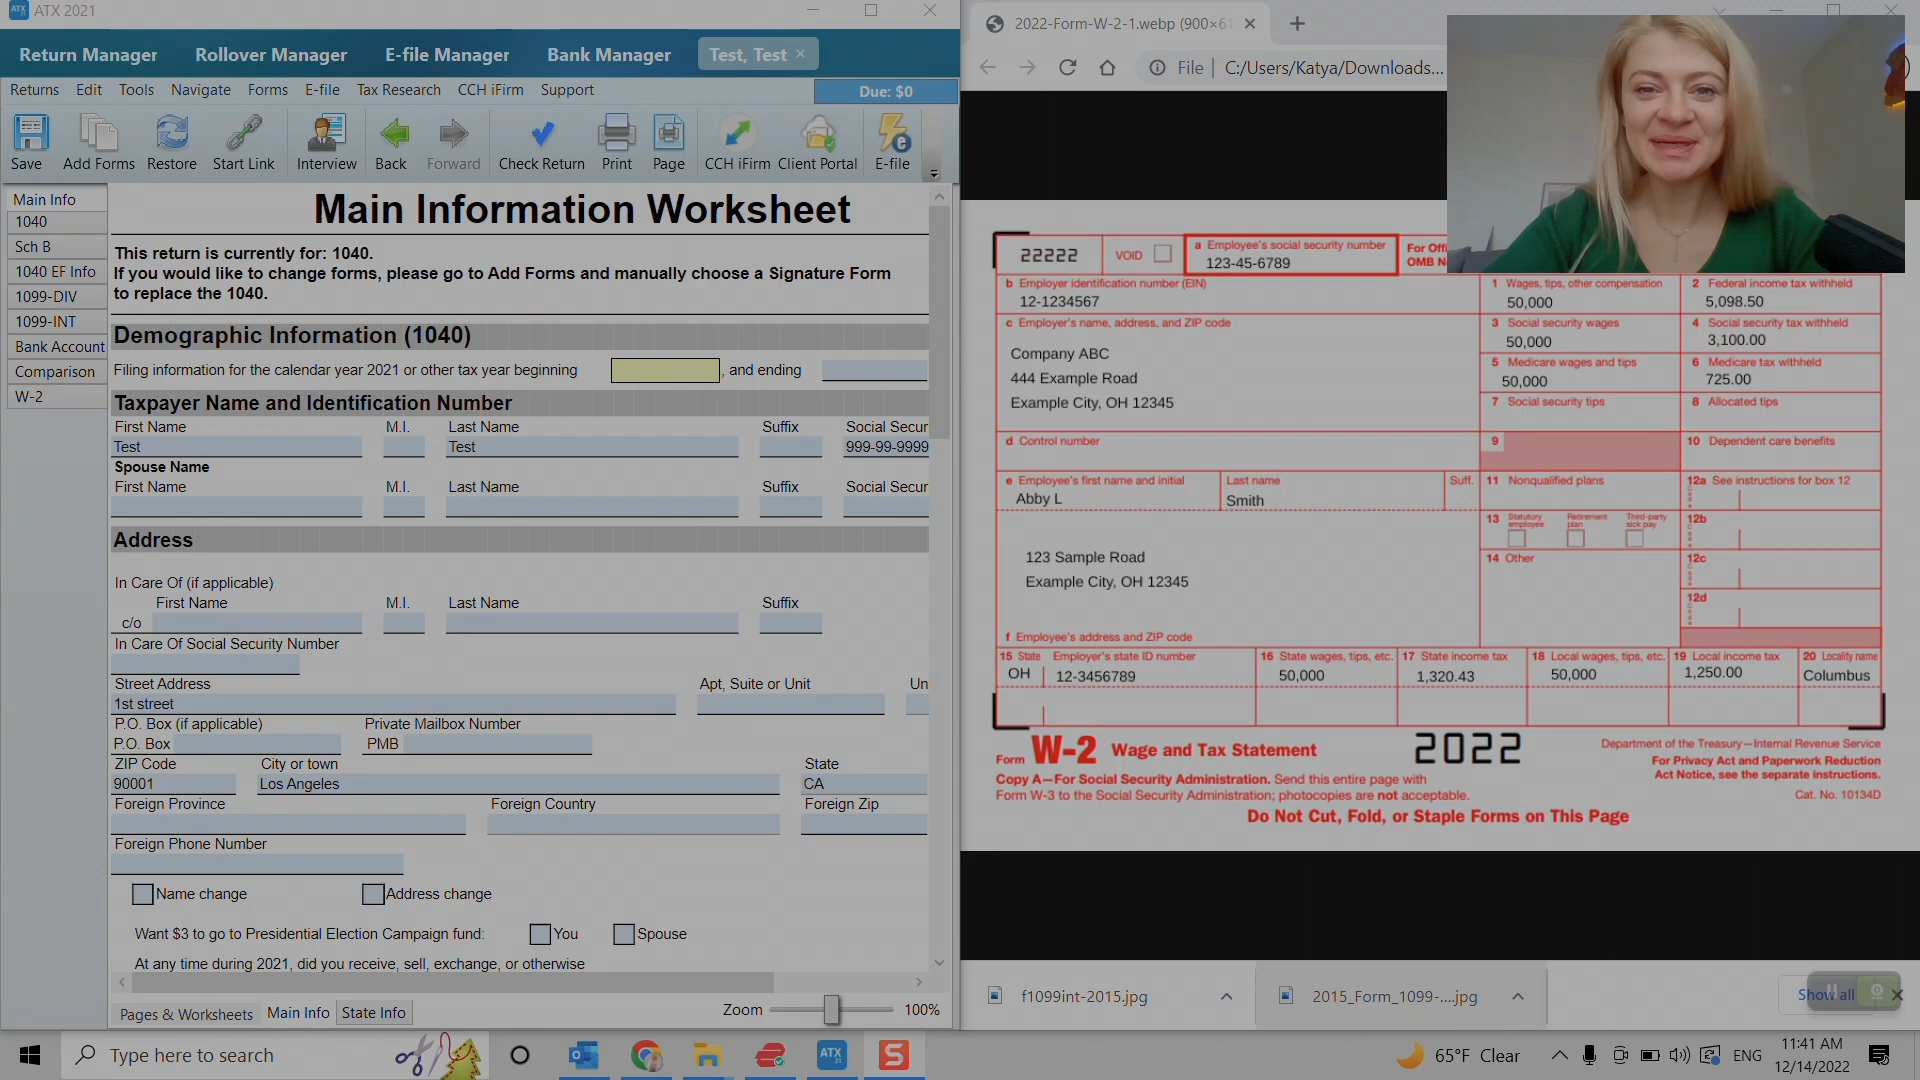 ATX 2021
Return Manager Rollover Manager E-file Manager Bank Manager Test, Test ×
Returns Edit Tools Navigate Forms E-file Tax Research CCH iFirm Support Due: $0
Save Add Forms Restore Start Link Interview Back Forward Check Return Print Page CCH iFirm Client Portal E-file
Main Info
1040
Sch B
1040 EF Info
1099-DIV
1099-INT
Bank Account
Comparison
W-2
Main Information Worksheet
This return is currently for: 1040.
If you would like to change forms, please go to Add Forms and manually choose a Signature Form
to replace the 1040.
Demographic Information (1040)
Filing information for the calendar year 2021 or other tax year beginning , and ending
Taxpayer Name and Identification Number
First Name M.I. Last Name Suffix Social Secur
Test Test 999-99-9999
Spouse Name
First Name M.I. Last Name Suffix Social Secur
Address
In Care Of (if applicable)
First Name M.I. Last Name Suffix
c/o
In Care Of Social Security Number
Street Address Apt, Suite or Unit Un
1st street
P.O. Box (if applicable) Private Mailbox Number
P.O. Box PMB
ZIP Code City or town State
90001 Los Angeles CA
Foreign Province Foreign Country Foreign Zip
Foreign Phone Number
Name change Address change
Want $3 to go to Presidential Election Campaign fund: You Spouse
At any time during 2021, did you receive, sell, exchange, or otherwise
Pages & Worksheets Main Info State Info Zoom 100%
2022-Form-W-2-1.webp (900×61
File | C:/Users/Katya/Downloads...
22222 VOID a Employee's social security number For Offi
123-45-6789 OMB N
b Employer identification number (EIN) 1 Wages, tips, other compensation 2 Federal income tax withheld
12-1234567 50,000 5,098.50
c Employer's name, address, and ZIP code 3 Social security wages 4 Social security tax withheld
50,000 3,100.00
Company ABC
444 Example Road
Example City, OH 12345
5 Medicare wages and tips 6 Medicare tax withheld
50,000 725.00
7 Social security tips 8 Allocated tips
d Control number 9 10 Dependent care benefits
e Employee's first name and initial Last name Suff. 11 Nonqualified plans 12a See instructions for box 12
Abby L Smith
13 Statutory employee Retirement plan Third-party sick pay 12b
123 Sample Road
Example City, OH 12345
14 Other 12c
12d
f Employee's address and ZIP code
15 State Employer's state ID number 16 State wages, tips, etc. 17 State income tax 18 Local wages, tips, etc. 19 Local income tax 20 Locality name
OH 12-3456789 50,000 1,320.43 50,000 1,250.00 Columbus
Form W-2 Wage and Tax Statement 2022 Department of the Treasury—Internal Revenue Service
For Privacy Act and Paperwork Reduction
Act Notice, see the separate instructions.
Copy A—For Social Security Administration. Send this entire page with
Form W-3 to the Social Security Administration; photocopies are not acceptable. Cat. No. 10134D
Do Not Cut, Fold, or Staple Forms on This Page
f1099int-2015.jpg 2015_Form_1099-....jpg Show all
Type here to search 65°F Clear ENG 11:41 AM
12/14/2022